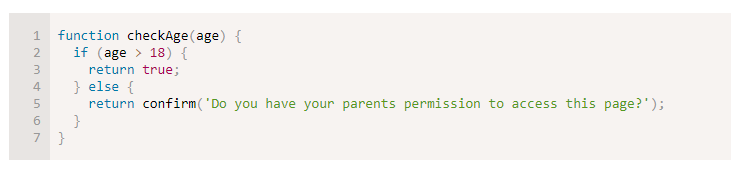 1 function checkAge(age) {
2   if (age > 18) {
3     return true;
4   } else {
5     return confirm('Do you have your parents permission to access this page?');
6   }
7 }